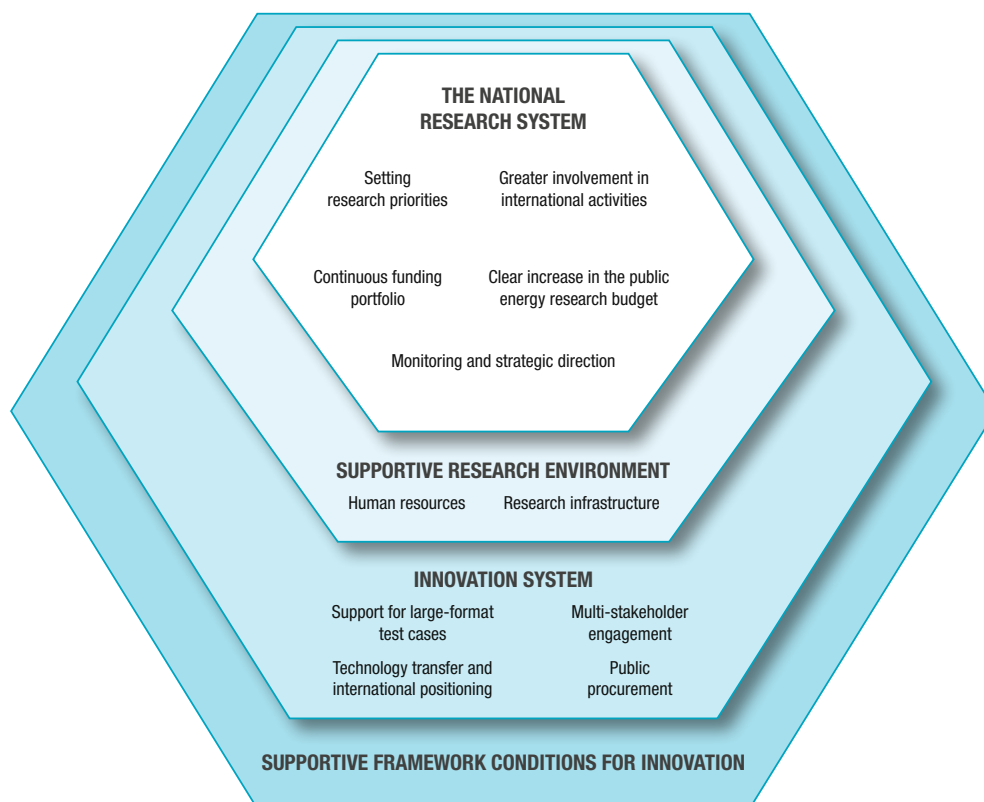 THE NATIONAL
RESEARCH SYSTEM
Setting
research priorities
Greater involvement in
international activities
Continuous funding
portfolio
Clear increase in the public
energy research budget
Monitoring and strategic direction
SUPPORTIVE RESEARCH ENVIRONMENT
Human resources
Research infrastructure
INNOVATION SYSTEM
Support for large-format
test cases
Multi-stakeholder
engagement
Technology transfer and
international positioning
Public
procurement
SUPPORTIVE FRAMEWORK CONDITIONS FOR INNOVATION